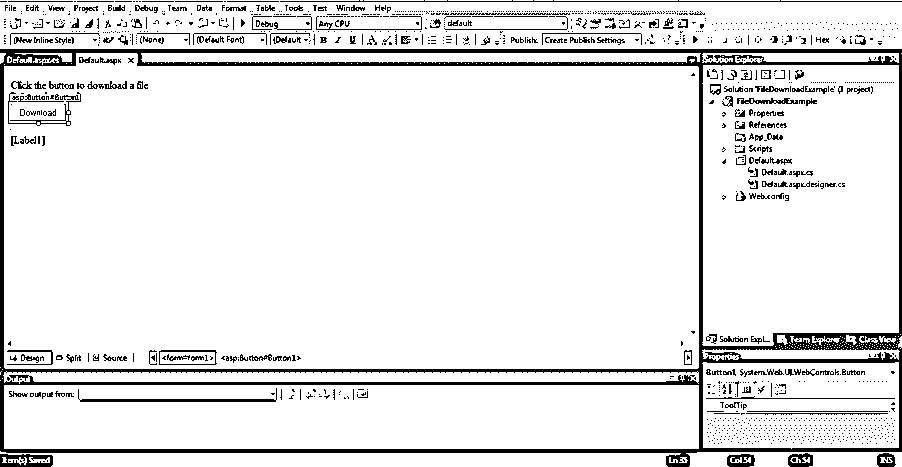 File Edit View Project Build Debug Team Data Format Table Tools Test Window Help
Debug Any CPU default
(New Inline Style) (None) (Default Font) (Default B I U A Publish: Create Publish Settings Hex
Default.aspx.cs Default.aspx
Click the button to download a file
asp:Button#Button1
Download
[Label1]
Design Split Source <form#form1> <asp:Button#Button1>
Output
Show output from:
Solution Explorer
Solution 'FileDownloadExample' (1 project)
FileDownloadExample
Properties
References
App_Data
Scripts
Default.aspx
Default.aspx.cs
Default.aspx.designer.cs
Web.config
Solution Expl... Team Explorer Class View
Properties
Button1, System.Web.UI.WebControls.Button
ToolTip
Item(s) Saved Ln 35 Col 54 Ch 54 INS